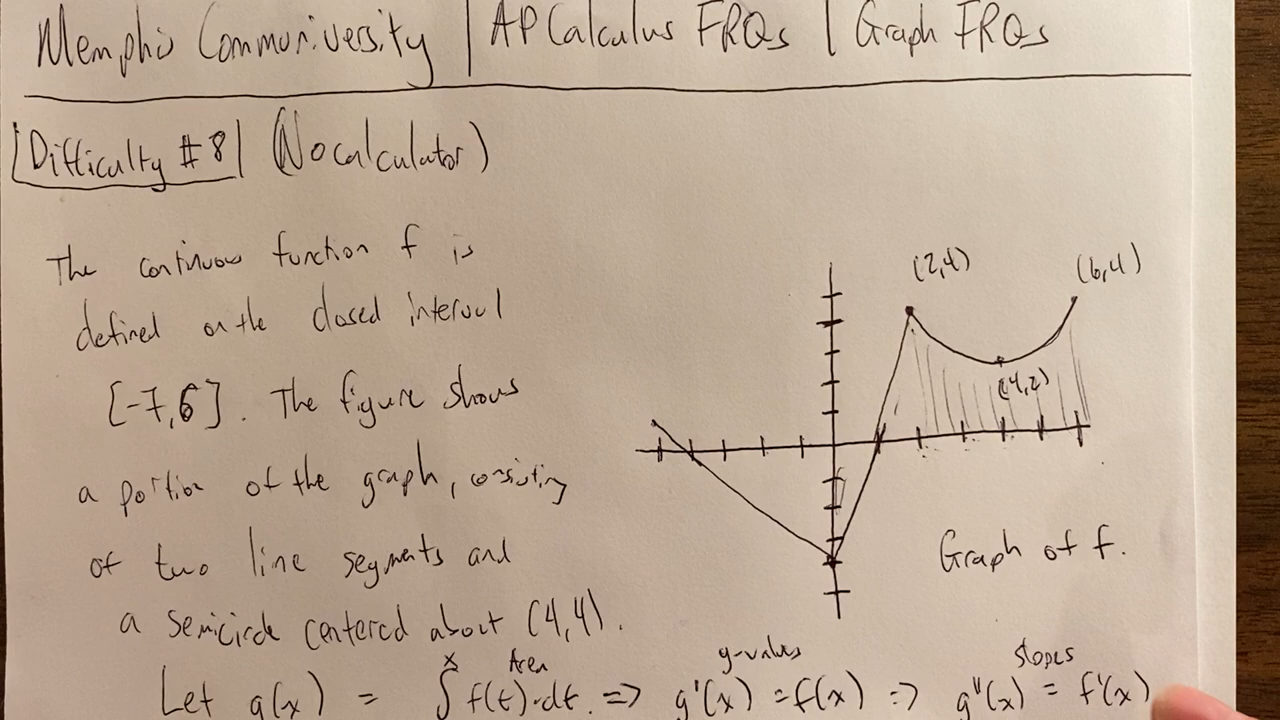 Memphis Communiversity | AP Calculus FRQs | Graph FRQs
Difficulty #8 (No calculator)
The continuous function f is
defined on the closed interval
[-7,6]. The figure shows
a portion of the graph, consisting
of two line segments and
a semicircle centered about (4,4).
(2,4)
(6,4)
(4,2)
Graph of f.
Area
y-values
slopes
Let g(x) = ∫ˣ f(t)·dt. => g'(x) = f(x) => g"(x) = f'(x)